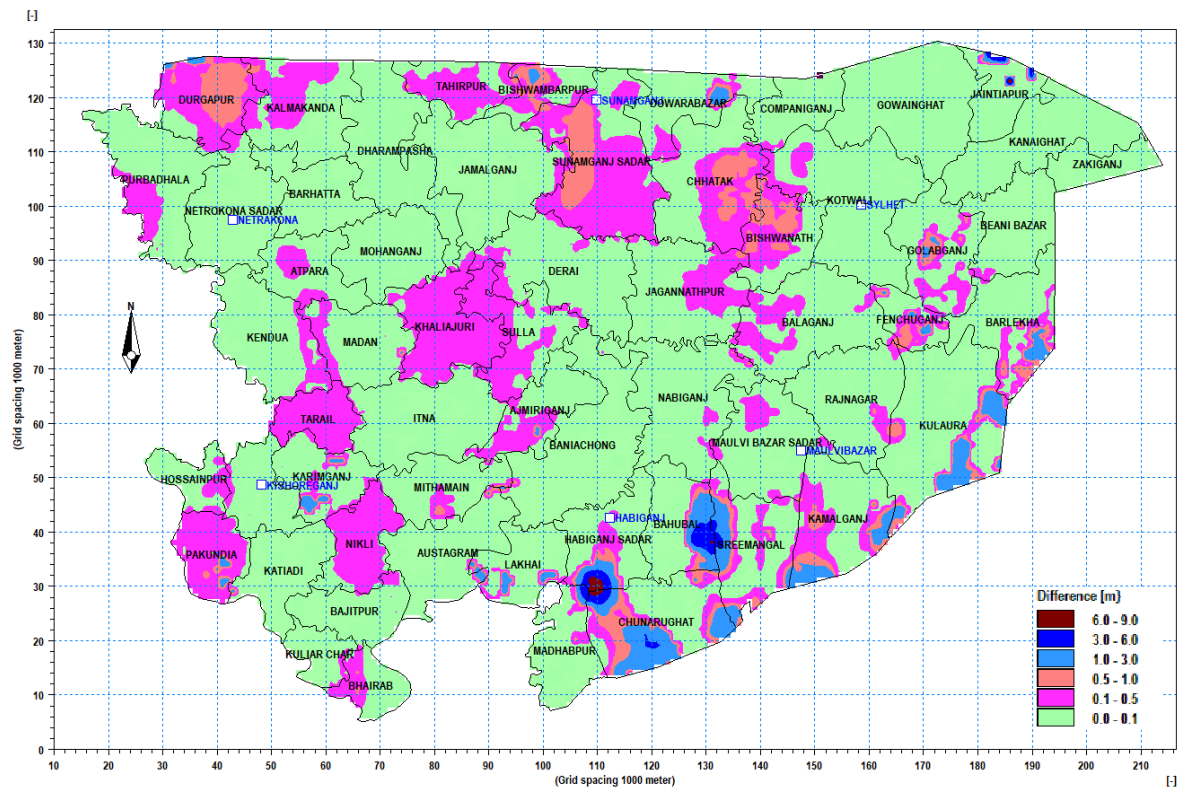 [-]
130
120
110
100
90
80
70
60
50
40
30
20
10
0
(Grid spacing 1000 meter)
TAHIRPUR
BISHWAMBARPUR
DURGAPUR
KALMAKANDA
SUNAMGANJ
DOWARABAZAR
COMPANIGANJ
GOWAINGHAT
JAINTIAPUR
KANAIGHAT
ZAKIGANJ
DHARAMPASHA
JAMALGANJ
SUNAMGANJ SADAR
CHHATAK
PURBADHALA
BARHATTA
NETROKONA SADAR
NETRAKONA
KOTWALI
SYLHET
BEANI BAZAR
MOHANGANJ
BISHWANATH
GOLABGANJ
ATPARA
DERAI
JAGANNATHPUR
N
KENDUA
MADAN
KHALIAJURI
SULLA
BALAGANJ
FENCHUGANJ
BARLEKHA
TARAIL
ITNA
AJMIRIGANJ
NABIGANJ
RAJNAGAR
KULAURA
BANIACHONG
MAULVI BAZAR SADAR
MAULVIBAZAR
HOSSAINPUR
KARIMGANJ
KYSHOREGANJ
MITHAMAIN
HABIGANJ
BAHUBAL
KAMALGANJ
PAKUNDIA
NIKLI
HABIGANJ SADAR
SREEMANGAL
KATIADI
AUSTAGRAM
LAKHAI
BAJITPUR
CHUNARUGHAT
MADHABPUR
KULIAR CHAR
BHAIRAB
Difference [m]
6.0 - 9.0
3.0 - 6.0
1.0 - 3.0
0.5 - 1.0
0.1 - 0.5
0.0 - 0.1
10 20 30 40 50 60 70 80 90 100 110 120 130 140 150 160 170 180 190 200 210
(Grid spacing 1000 meter)
[-]